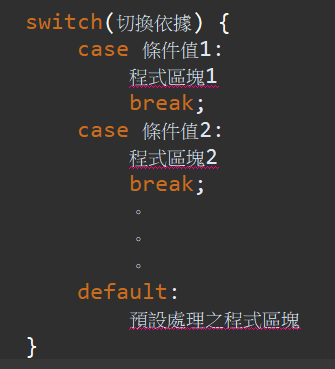 switch(切換依據) {
case 條件值1:
程式區塊1
break;
case 條件值2:
程式區塊2
break;
。
。
。
default:
預設處理之程式區塊
}